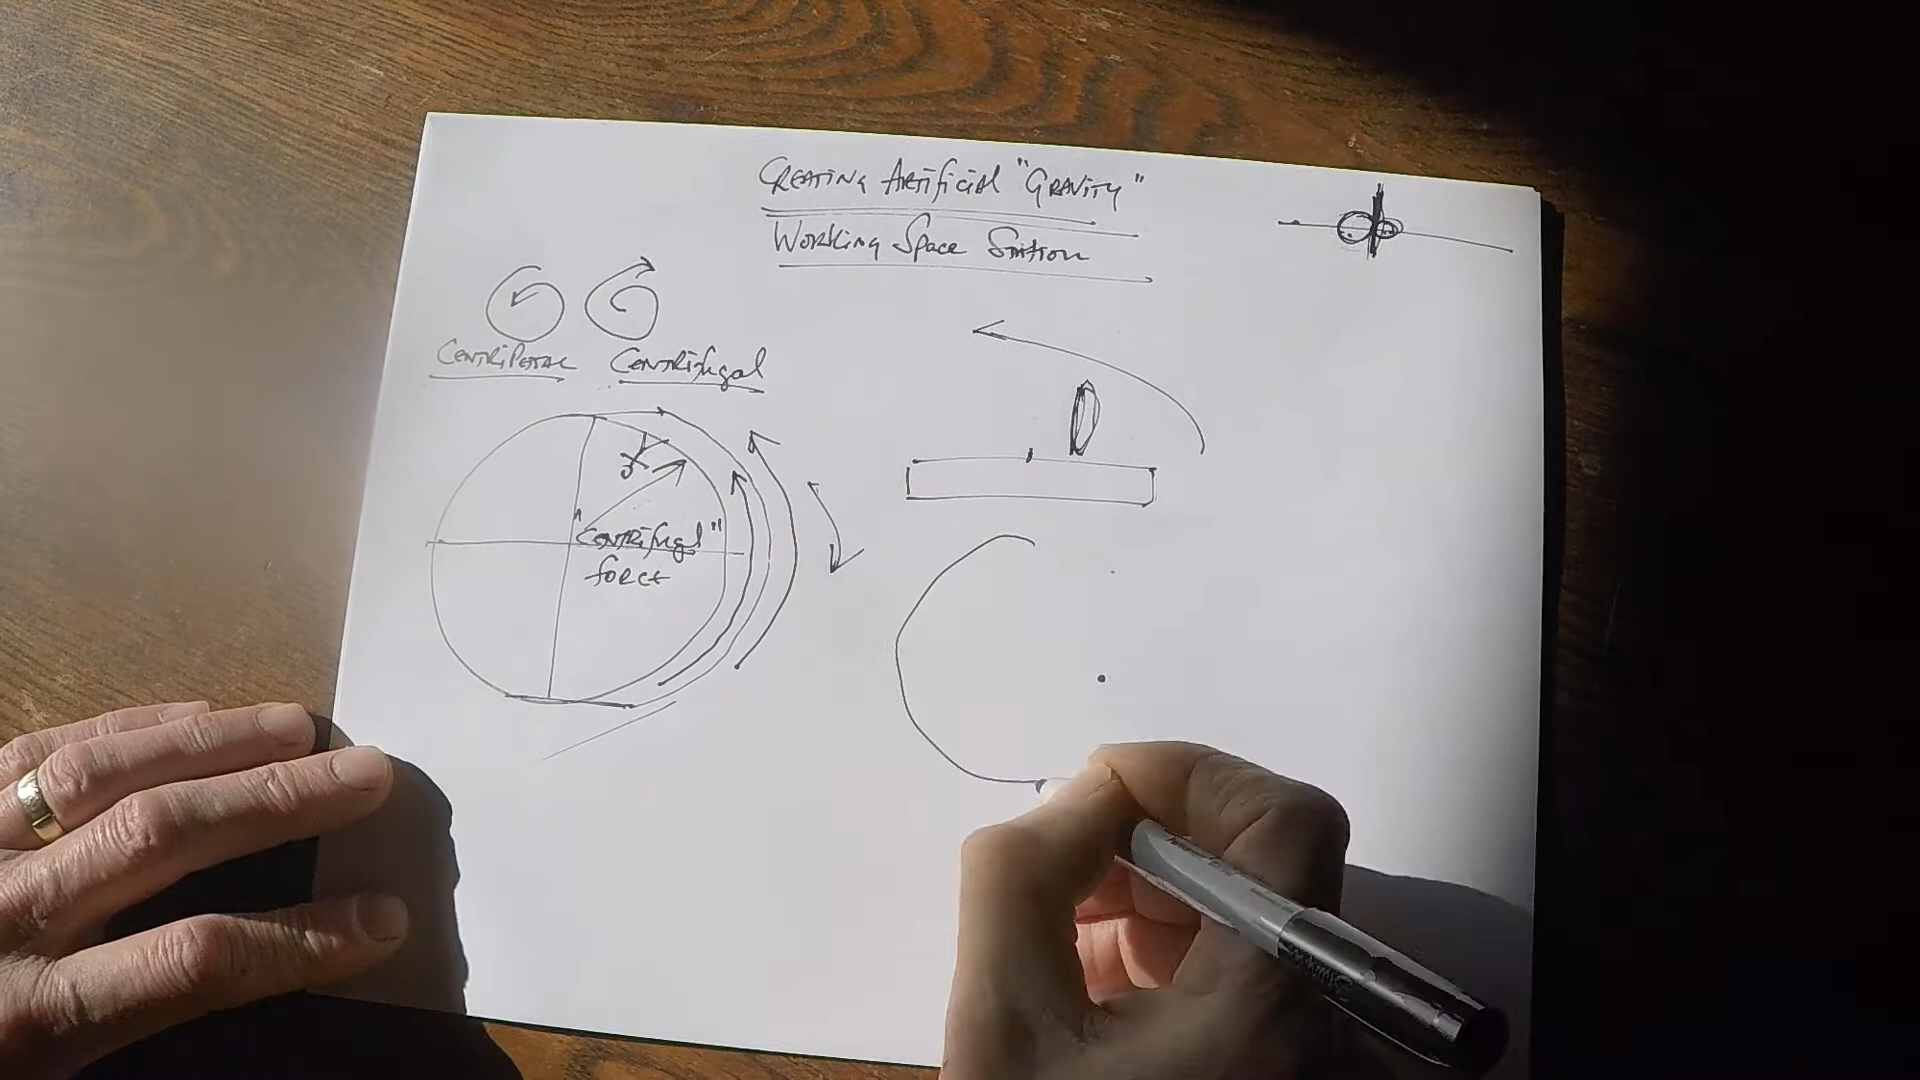 Creating Artificial "Gravity"
Working Space Station
Centripetal Centrifugal
"Centrifugal"
force